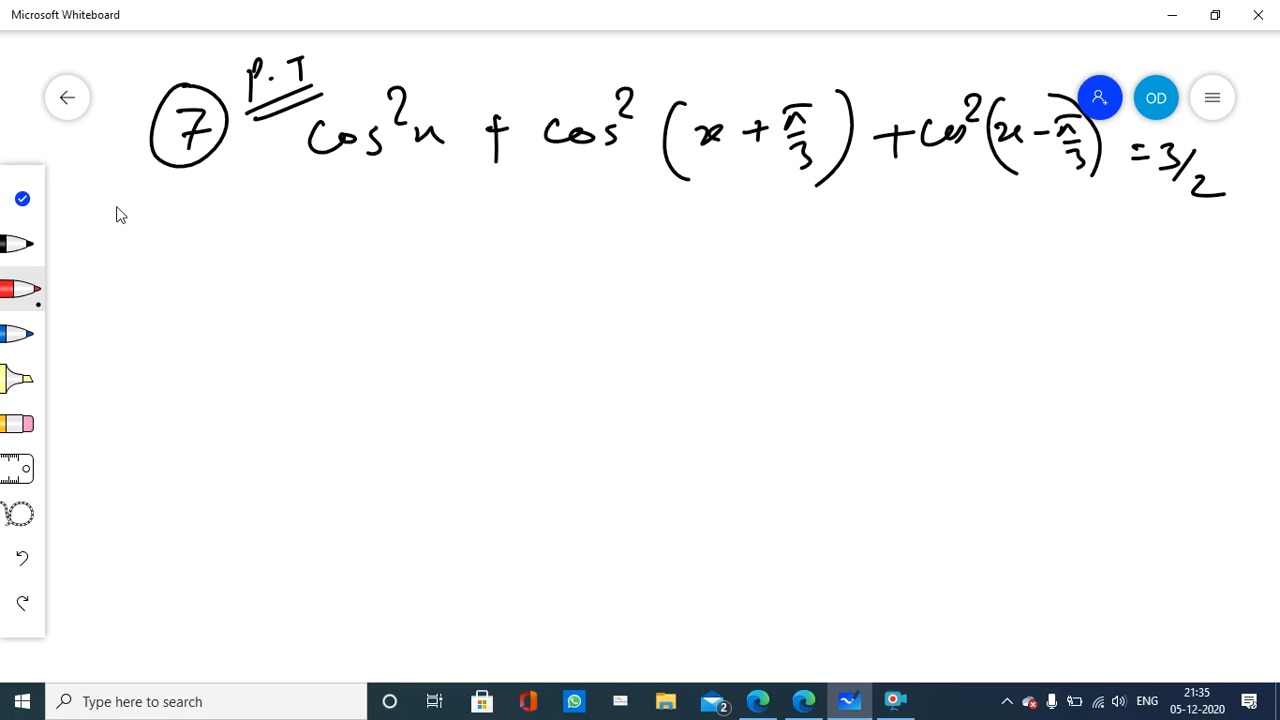 Microsoft Whiteboard
P.T
7 cos²x + cos² (x + π/3) + cos² (x - π/3) = 3/2
OD
Type here to search
2
ENG
21:35
05-12-2020